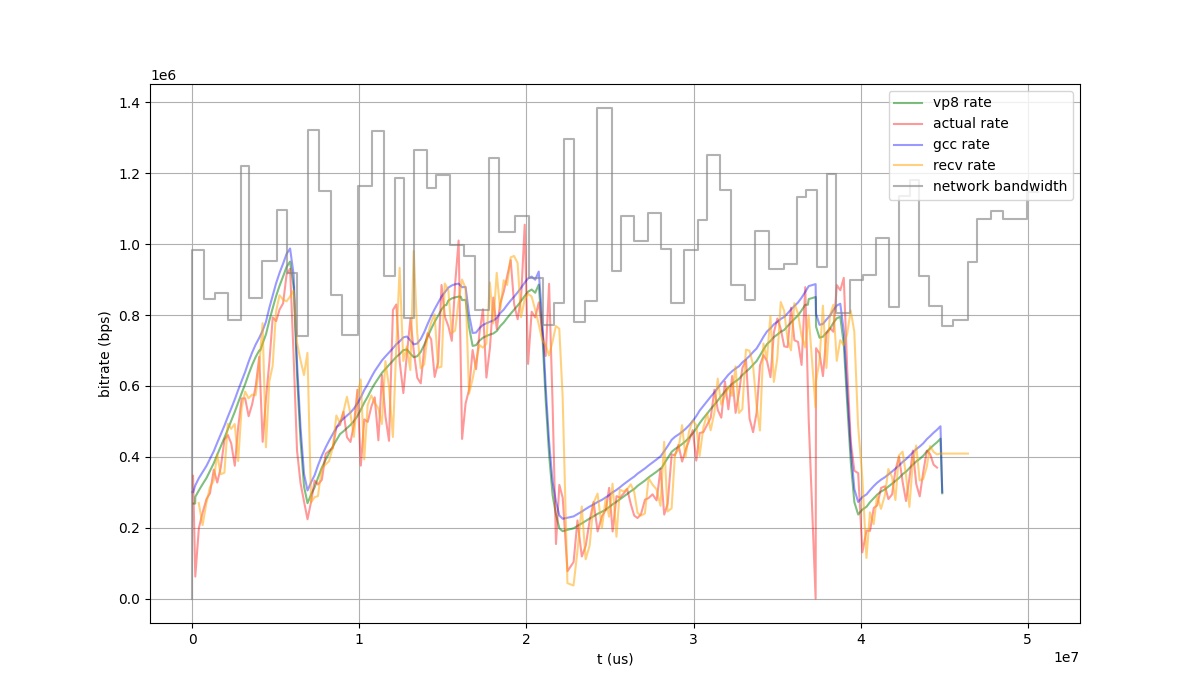 1e6
1.4
1.2
1.0
0.8
0.6
0.4
0.2
0.0
bitrate (bps)
vp8 rate
actual rate
gcc rate
recv rate
network bandwidth
0 1 2 3 4 5
t (us)
1e7